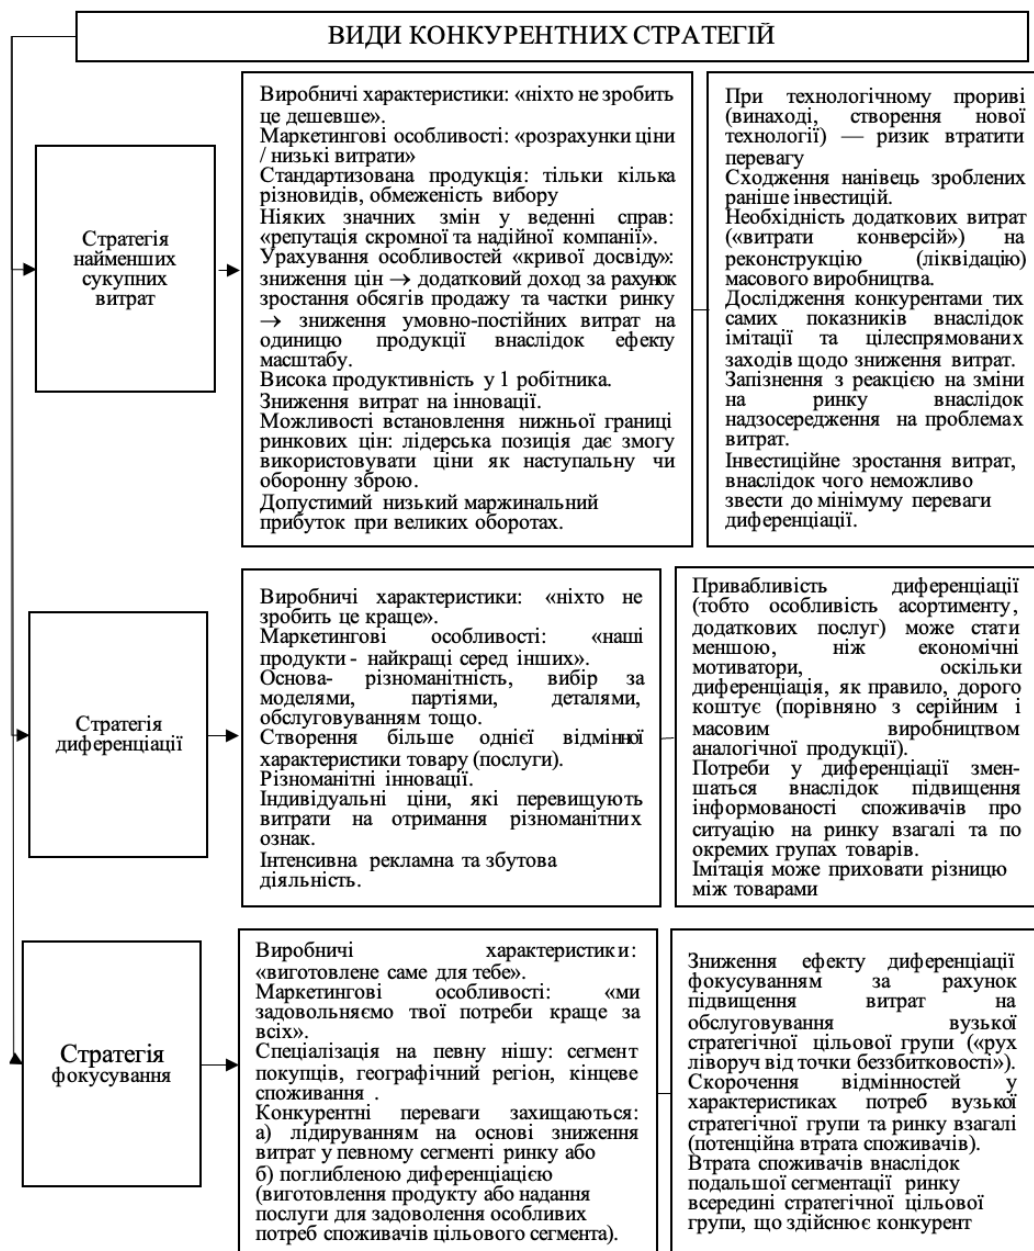 ВИДИ КОНКУРЕНТНИХ СТРАТЕГІЙ
Стратегія
найменших
сукупних
витрат
Виробничі характеристики: «ніхто не зробить
це дешевше».
Маркетингові особливості: «розрахунки ціни
/ низькі витрати»
Стандартизована продукція: тільки кілька
різновидів, обмеженість вибору
Ніяких значних змін у веденні справ:
«репутація скромної та надійної компанії».
Урахування особливостей «кривої досвіду»:
зниження цін → додатковий доход за рахунок
зростання обсягів продажу та частки ринку
→ зниження умовно-постійних витрат на
одиницю продукції внаслідок ефекту
масштабу.
Висока продуктивність у 1 робітника.
Зниження витрат на інновації.
Можливості встановлення нижньої границі
ринкових цін: лідерська позиція дає змогу
використовувати ціни як наступальну чи
оборонну зброю.
Допустимий низький маржинальний
прибуток при великих оборотах.
При технологічному прориві
(винаході, створення нової
технології) — ризик втратити
перевагу
Сходження нанівець зроблених
раніше інвестицій.
Необхідність додаткових витрат
(«витрати конверсій») на
реконструкцію (ліквідацію)
масового виробництва.
Дослідження конкурентами тих
самих показників внаслідок
імітації та цілеспрямованих
заходів щодо зниження витрат.
Запізнення з реакцією на зміни
на ринку внаслідок
надзосередження на проблемах
витрат.
Інвестиційне зростання витрат,
внаслідок чого неможливо
звести до мінімуму переваги
диференціації.
Стратегія
диференціації
Виробничі характеристики: «ніхто не
зробить це краще».
Маркетингові особливості: «наші
продукти - найкращі серед інших».
Основа- різноманітність, вибір за
моделями, партіями, деталями,
обслуговуванням тощо.
Створення більше однієї відмінної
характеристики товару (послуги).
Різноманітні інновації.
Індивідуальні ціни, які перевищують
витрати на отримання різноманітних
ознак.
Інтенсивна рекламна та збутова
діяльність.
Привабливість диференціації
(тобто особливість асортименту,
додаткових послуг) може стати
меншою, ніж економічні
мотиватори, оскільки
диференціація, як правило, дорого
коштує (порівняно з серійним і
масовим виробництвом
аналогічної продукції).
Потреби у диференціації змен-
шаться внаслідок підвищення
інформованості споживачів про
ситуацію на ринку взагалі та по
окремих групах товарів.
Імітація може приховати різницю
між товарами
Стратегія
фокусування
Виробничі характеристики:
«виготовлене саме для тебе».
Маркетингові особливості: «ми
задовольняємо твої потреби краще за
всіх».
Спеціалізація на певну нішу: сегмент
покупців, географічний регіон, кінцеве
споживання .
Конкурентні переваги захищаються:
а) лідируванням на основі зниження
витрат у певному сегменті ринку або
б) поглибленою диференціацією
(виготовлення продукту або надання
послуги для задоволення особливих
потреб споживачів цільового сегмента).
Зниження ефекту диференціації
фокусуванням за рахунок
підвищення витрат на
обслуговування вузької
стратегічної цільової групи («рух
ліворуч від точки беззбитковості»).
Скорочення відмінностей у
характеристиках потреб вузької
стратегічної групи та ринку взагалі
(потенційна втрата споживачів).
Втрата споживачів внаслідок
подальшої сегментації ринку
всередині стратегічної цільової
групи, що здійснює конкурент